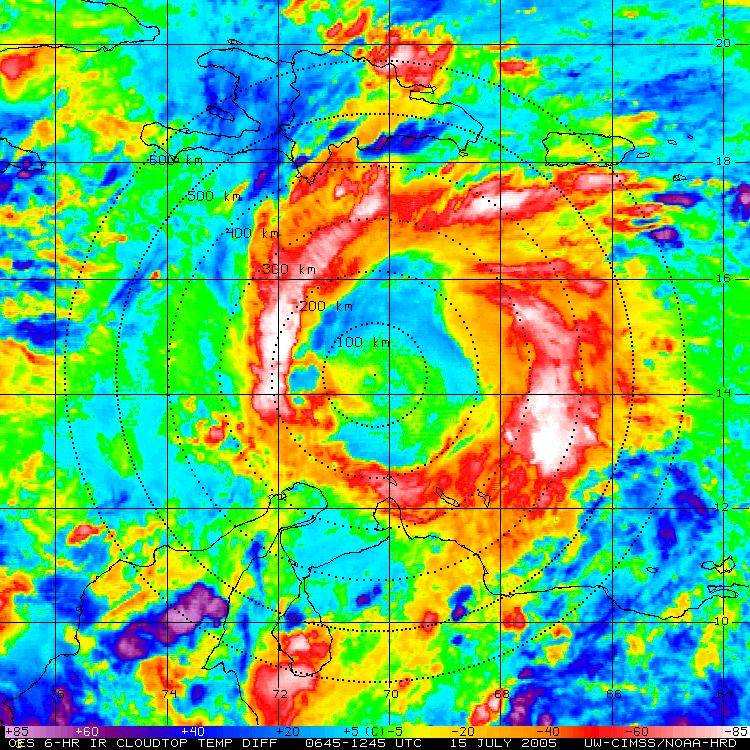 20
18
600 km
500 km
400 km
300 km
16
200 km
100 km
14
12
10
76 74 72 70 68 66 64
+85 +60 +40 +20 +5 (C) -5 -20 -40 -60 -85
GOES 6-HR IR CLOUDTOP TEMP DIFF 0645-1245 UTC 15 JULY 2005 UW-CIMSS/NOAA-HRD